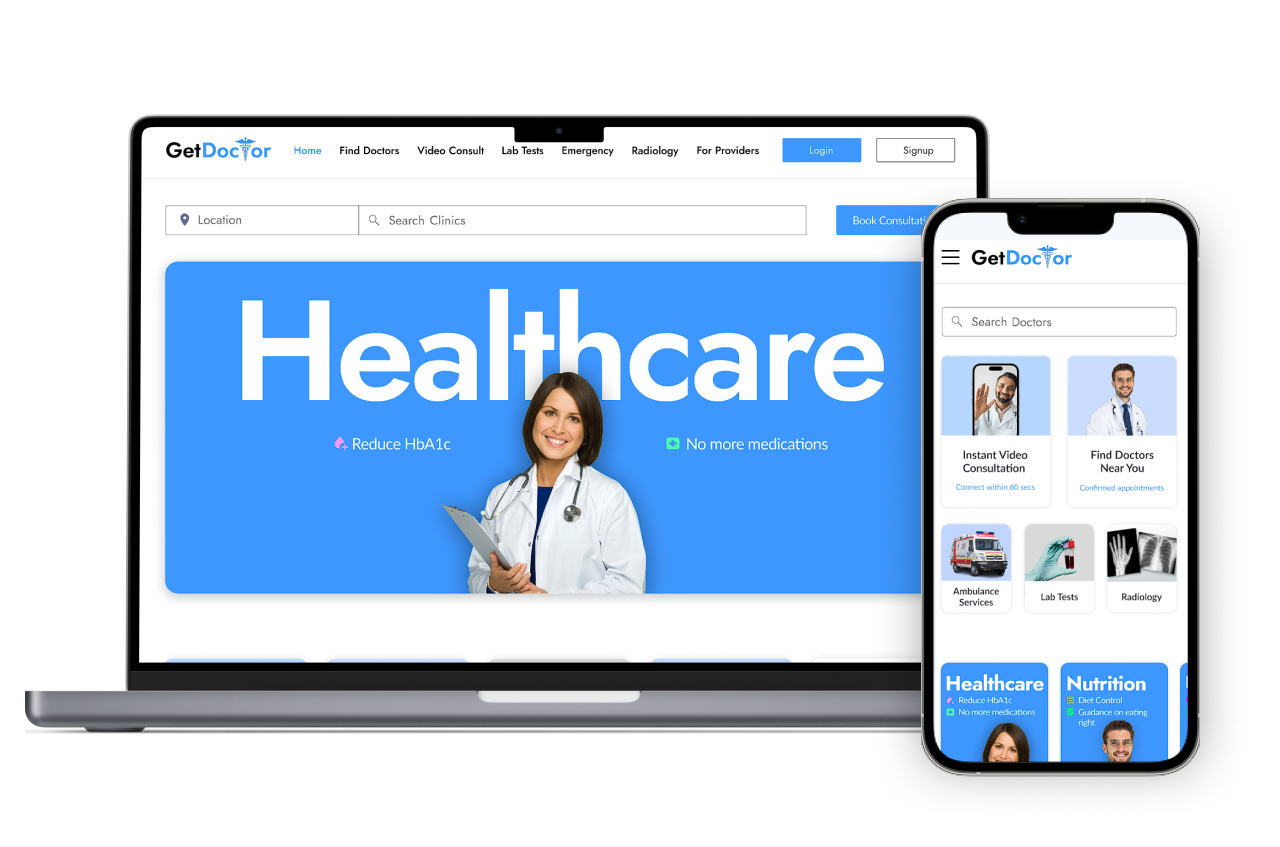 GetDoctor Home Find Doctors Video Consult Lab Tests Emergency Radiology For Providers Login Signup
Location Search Clinics Book Consultati
Healthcare
Reduce HbA1c No more medications
GetDoctor
Search Doctors
Instant Video
Consultation
Connect within 60 secs
Find Doctors
Near You
Confirmed appointments
Ambulance
Services
Lab Tests
Radiology
Healthcare
Reduce HbA1c
No more medications
Nutrition
Diet Control
Guidance on eating
right